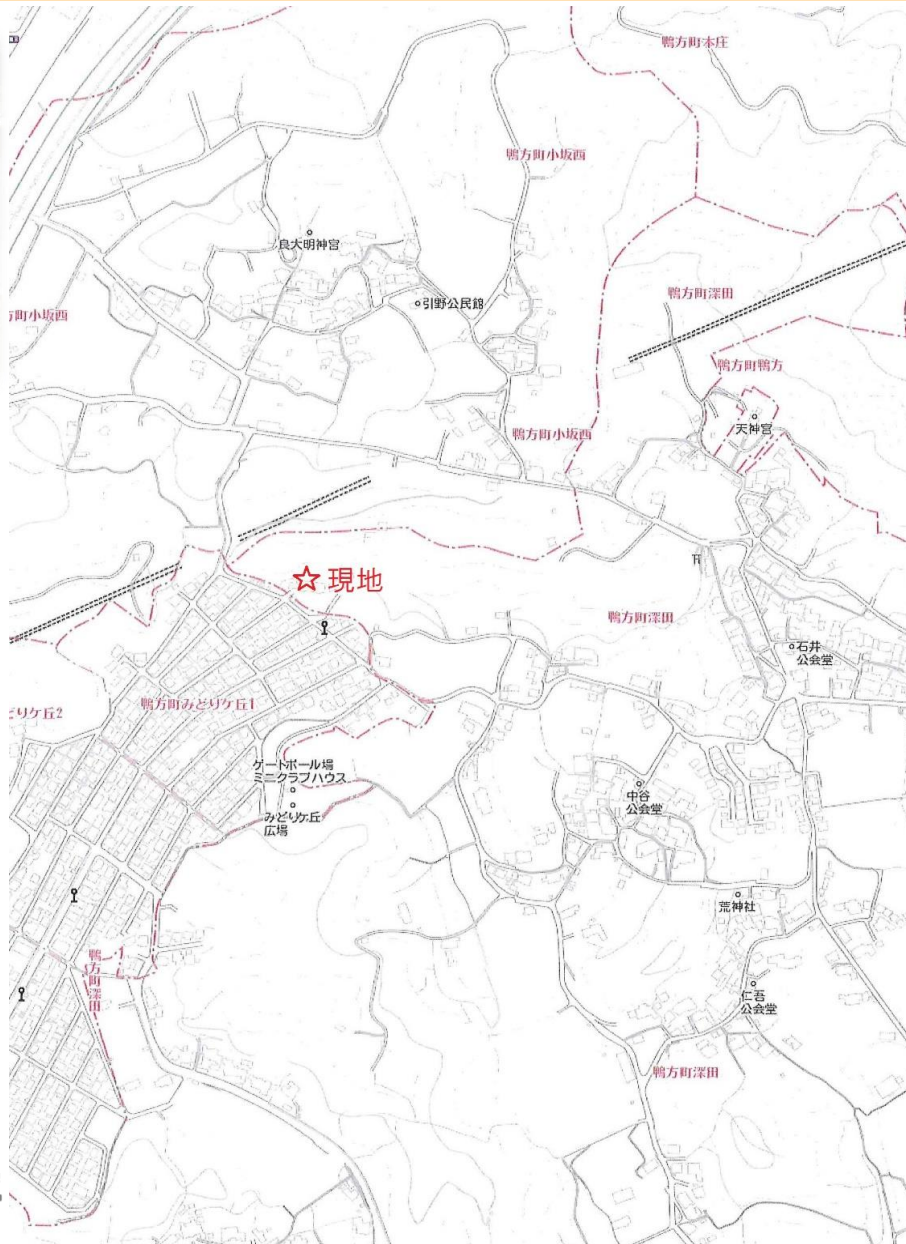 鴨方町本庄
鴨方町小坂西
良大明神宮
引野公民館
鴨方町深田
方町小坂西
鴨方町鴨方
天神宮
鴨方町小坂西
☆現地
鴨方町深田
石井
公会堂
どりケ丘2
鴨方町みどりケ丘1
ゲートボール場
ミニクラブハウス
みどりケ丘
広場
中谷
公会堂
荒神社
鴨方町深田
仁吾
公会堂
鴨方町深田